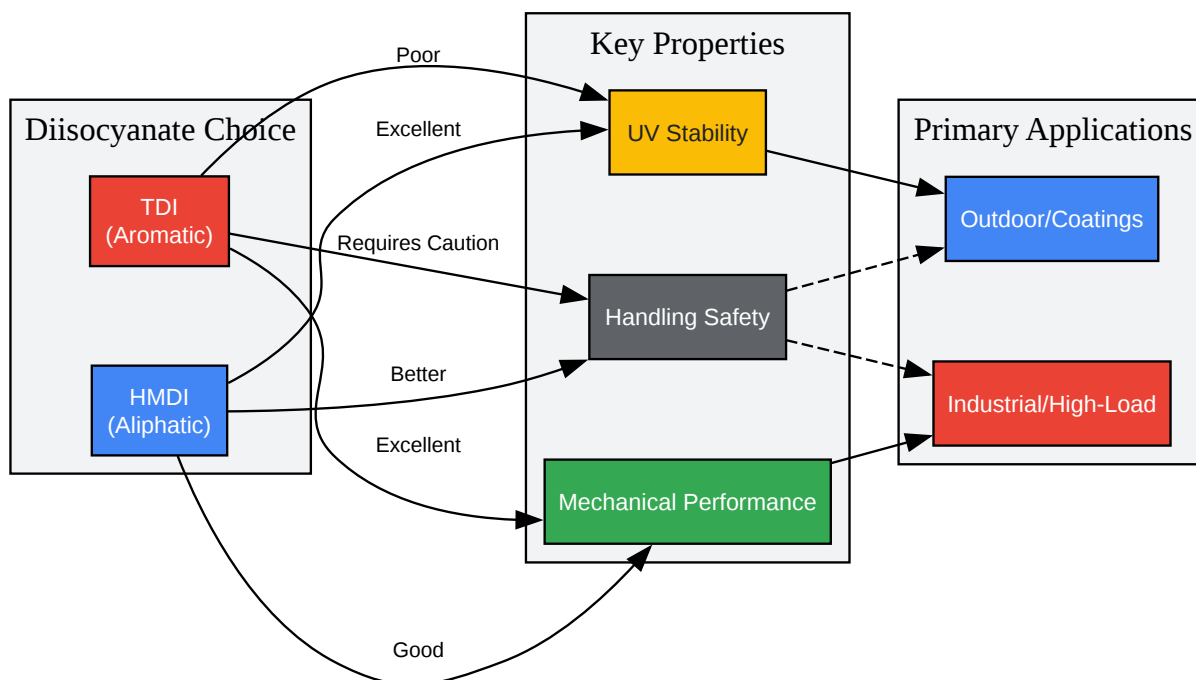 Diisocyanate Choice
TDI
(Aromatic)
HMDI
(Aliphatic)
Poor
Excellent
Requires Caution
Better
Excellent
Good
Key Properties
UV Stability
Handling Safety
Mechanical Performance
Primary Applications
Outdoor/Coatings
Industrial/High-Load